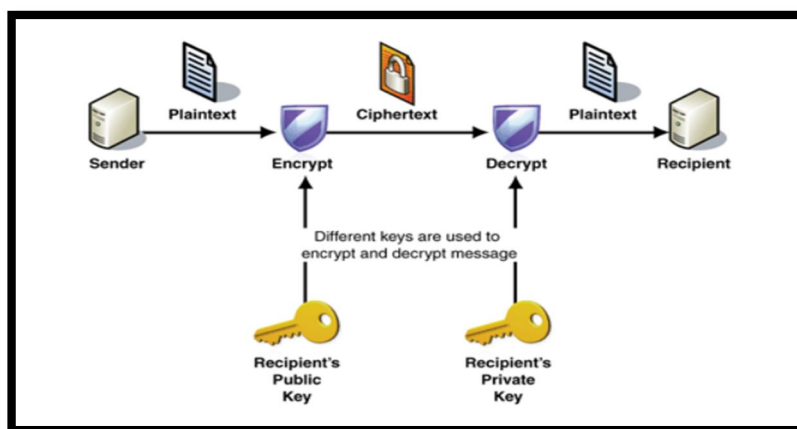 Plaintext
Ciphertext
Plaintext
Sender
Encrypt
Decrypt
Recipient
Different keys are used to
encrypt and decrypt message
Recipient's
Public
Key
Recipient's
Private
Key